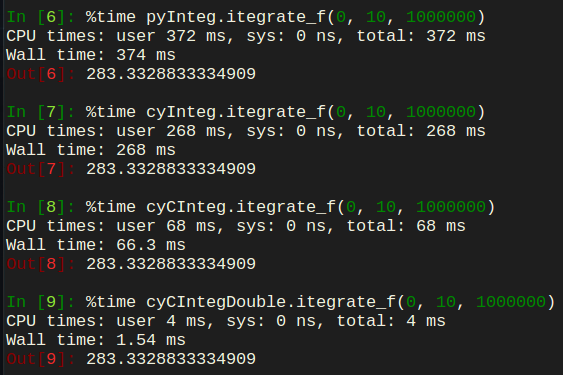 In [6]: %time pyInteg.itegrate_f(0, 10, 1000000)
CPU times: user 372 ms, sys: 0 ns, total: 372 ms
Wall time: 374 ms
Out[6]: 283.3328833334909
In [7]: %time cyInteg.itegrate_f(0, 10, 1000000)
CPU times: user 268 ms, sys: 0 ns, total: 268 ms
Wall time: 268 ms
Out[7]: 283.3328833334909
In [8]: %time cyCInteg.itegrate_f(0, 10, 1000000)
CPU times: user 68 ms, sys: 0 ns, total: 68 ms
Wall time: 66.3 ms
Out[8]: 283.3328833334909
In [9]: %time cyCIntegDouble.itegrate_f(0, 10, 1000000)
CPU times: user 4 ms, sys: 0 ns, total: 4 ms
Wall time: 1.54 ms
Out[9]: 283.3328833334909